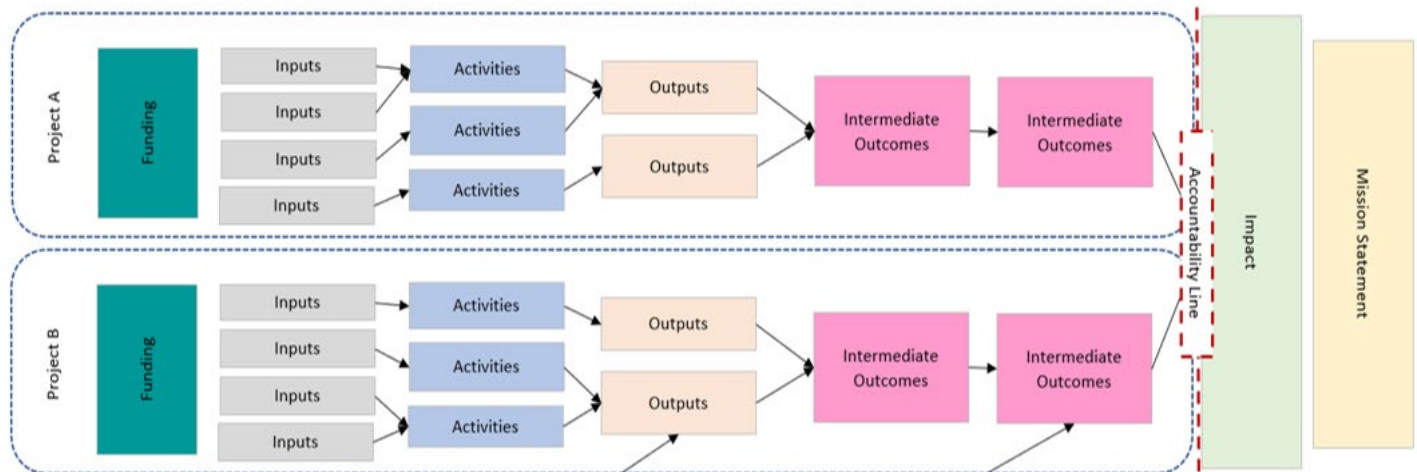 Project A
Funding
Inputs
Inputs
Inputs
Inputs
Activities
Activities
Activities
Outputs
Outputs
Intermediate
Outcomes
Intermediate
Outcomes
Project B
Funding
Inputs
Inputs
Inputs
Inputs
Activities
Activities
Activities
Outputs
Outputs
Intermediate
Outcomes
Intermediate
Outcomes
Accountability Line
Impact
Mission Statement